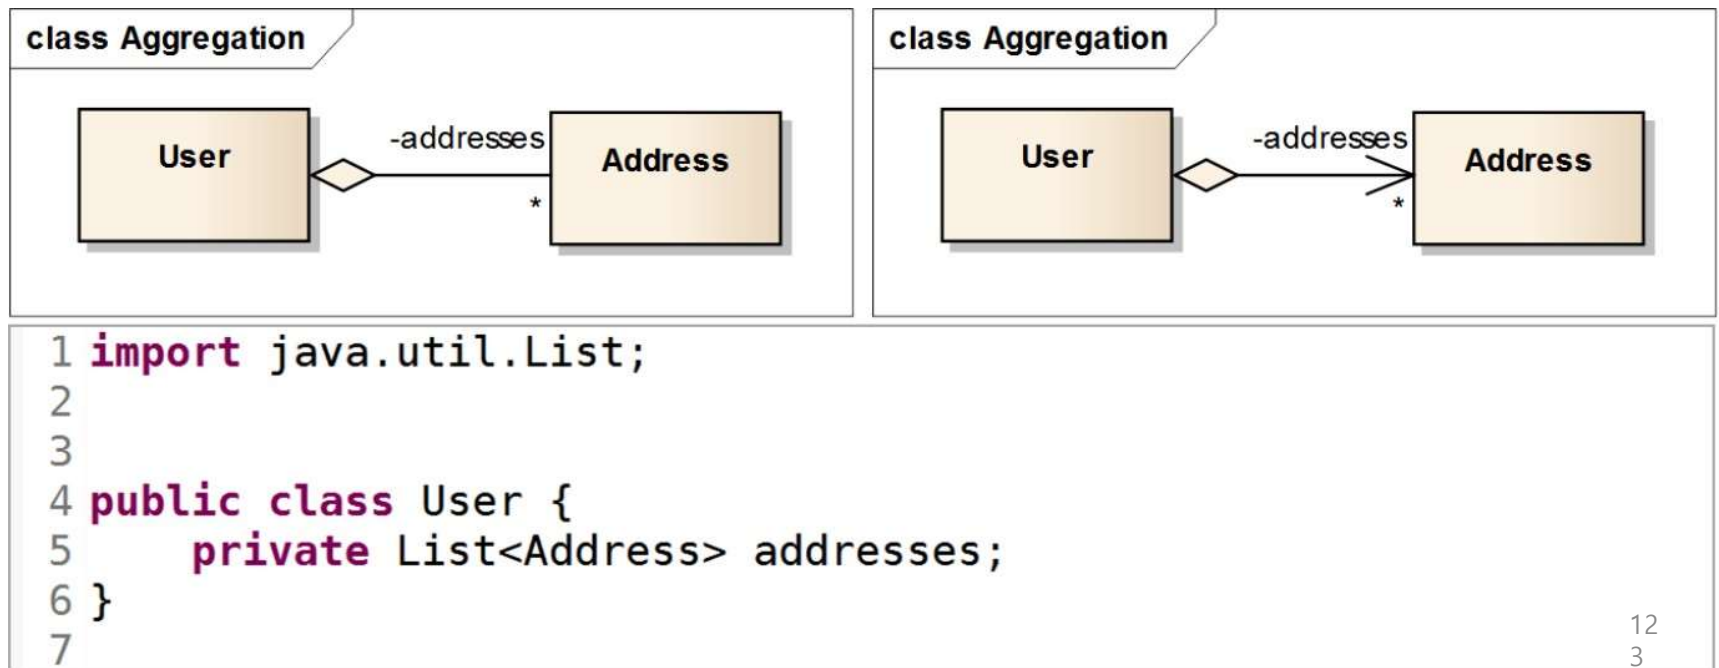 class Aggregation
User
-addresses
*
Address
class Aggregation
User
-addresses
*
Address
1 import java.util.List;
2
3
4 public class User {
5     private List<Address> addresses;
6 }
7
12
3